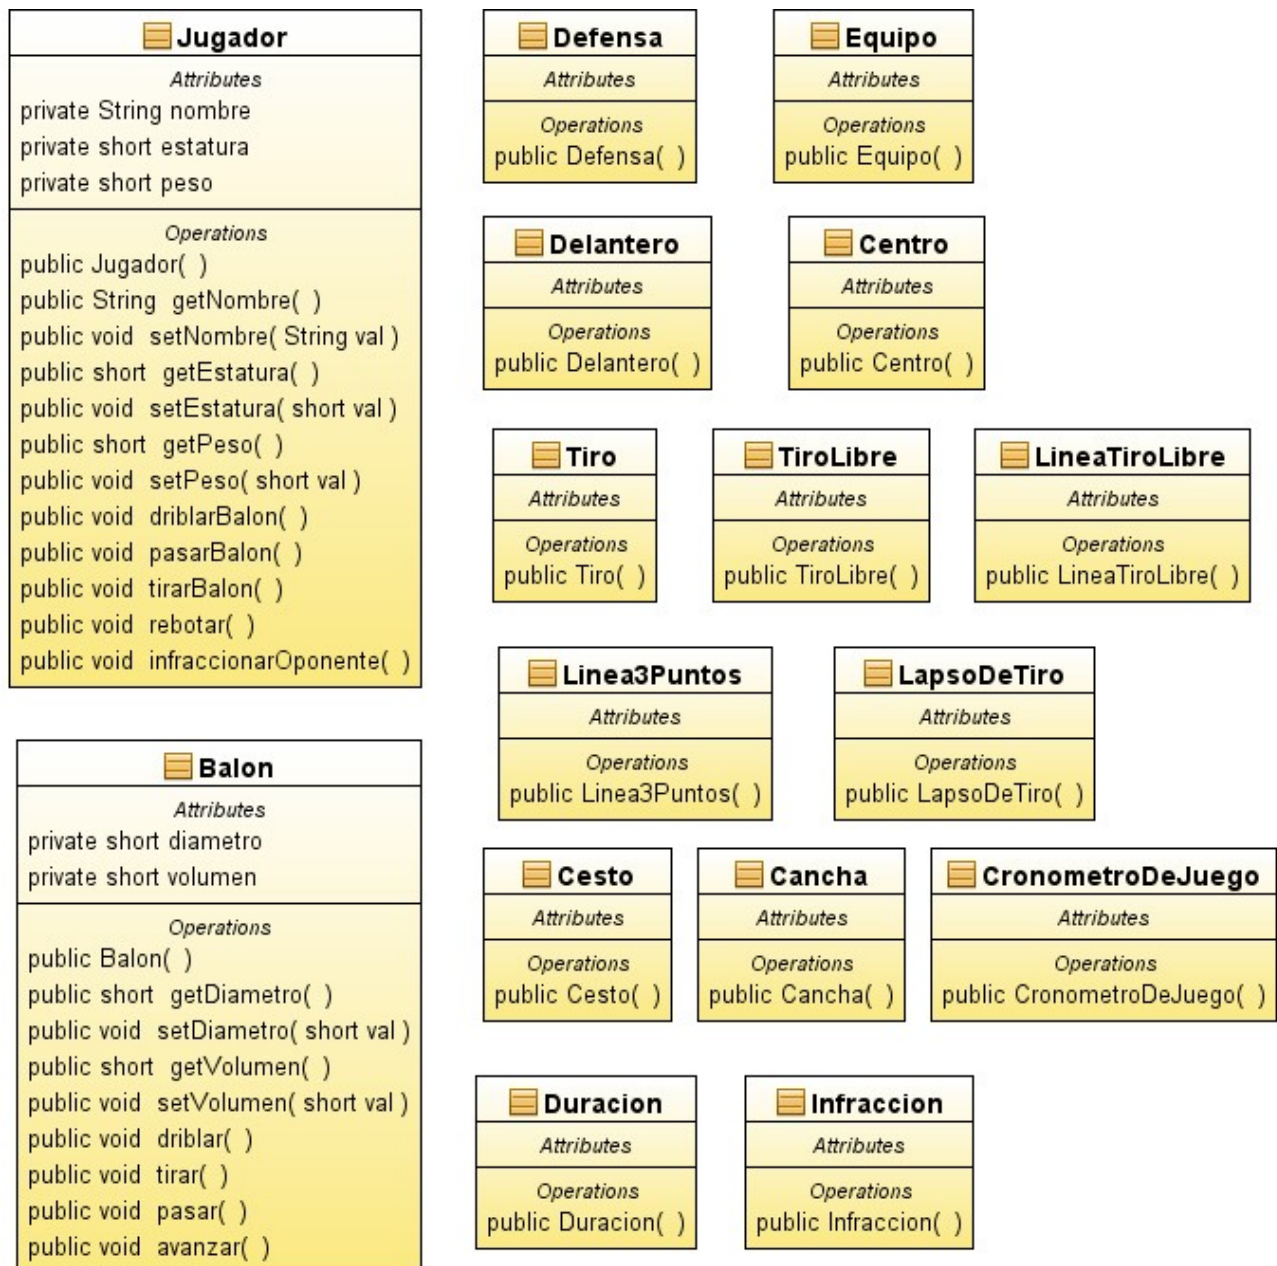 Jugador
Attributes
private String nombre
private short estatura
private short peso
Operations
public Jugador( )
public String getNombre( )
public void setNombre( String val )
public short getEstatura( )
public void setEstatura( short val )
public short getPeso( )
public void setPeso( short val )
public void driblarBalon( )
public void pasarBalon( )
public void tirarBalon( )
public void rebotar( )
public void infraccionarOponente( )
Balon
Attributes
private short diametro
private short volumen
Operations
public Balon( )
public short getDiametro( )
public void setDiametro( short val )
public short getVolumen( )
public void setVolumen( short val )
public void driblar( )
public void tirar( )
public void pasar( )
public void avanzar( )
Defensa
Attributes
Operations
public Defensa( )
Equipo
Attributes
Operations
public Equipo( )
Delantero
Attributes
Operations
public Delantero( )
Centro
Attributes
Operations
public Centro( )
Tiro
Attributes
Operations
public Tiro( )
TiroLibre
Attributes
Operations
public TiroLibre( )
LineaTiroLibre
Attributes
Operations
public LineaTiroLibre( )
Linea3Puntos
Attributes
Operations
public Linea3Puntos( )
LapsoDeTiro
Attributes
Operations
public LapsoDeTiro( )
Cesto
Attributes
Operations
public Cesto( )
Cancha
Attributes
Operations
public Cancha( )
CronometroDeJuego
Attributes
Operations
public CronometroDeJuego( )
Duracion
Attributes
Operations
public Duracion( )
Infraccion
Attributes
Operations
public Infraccion( )